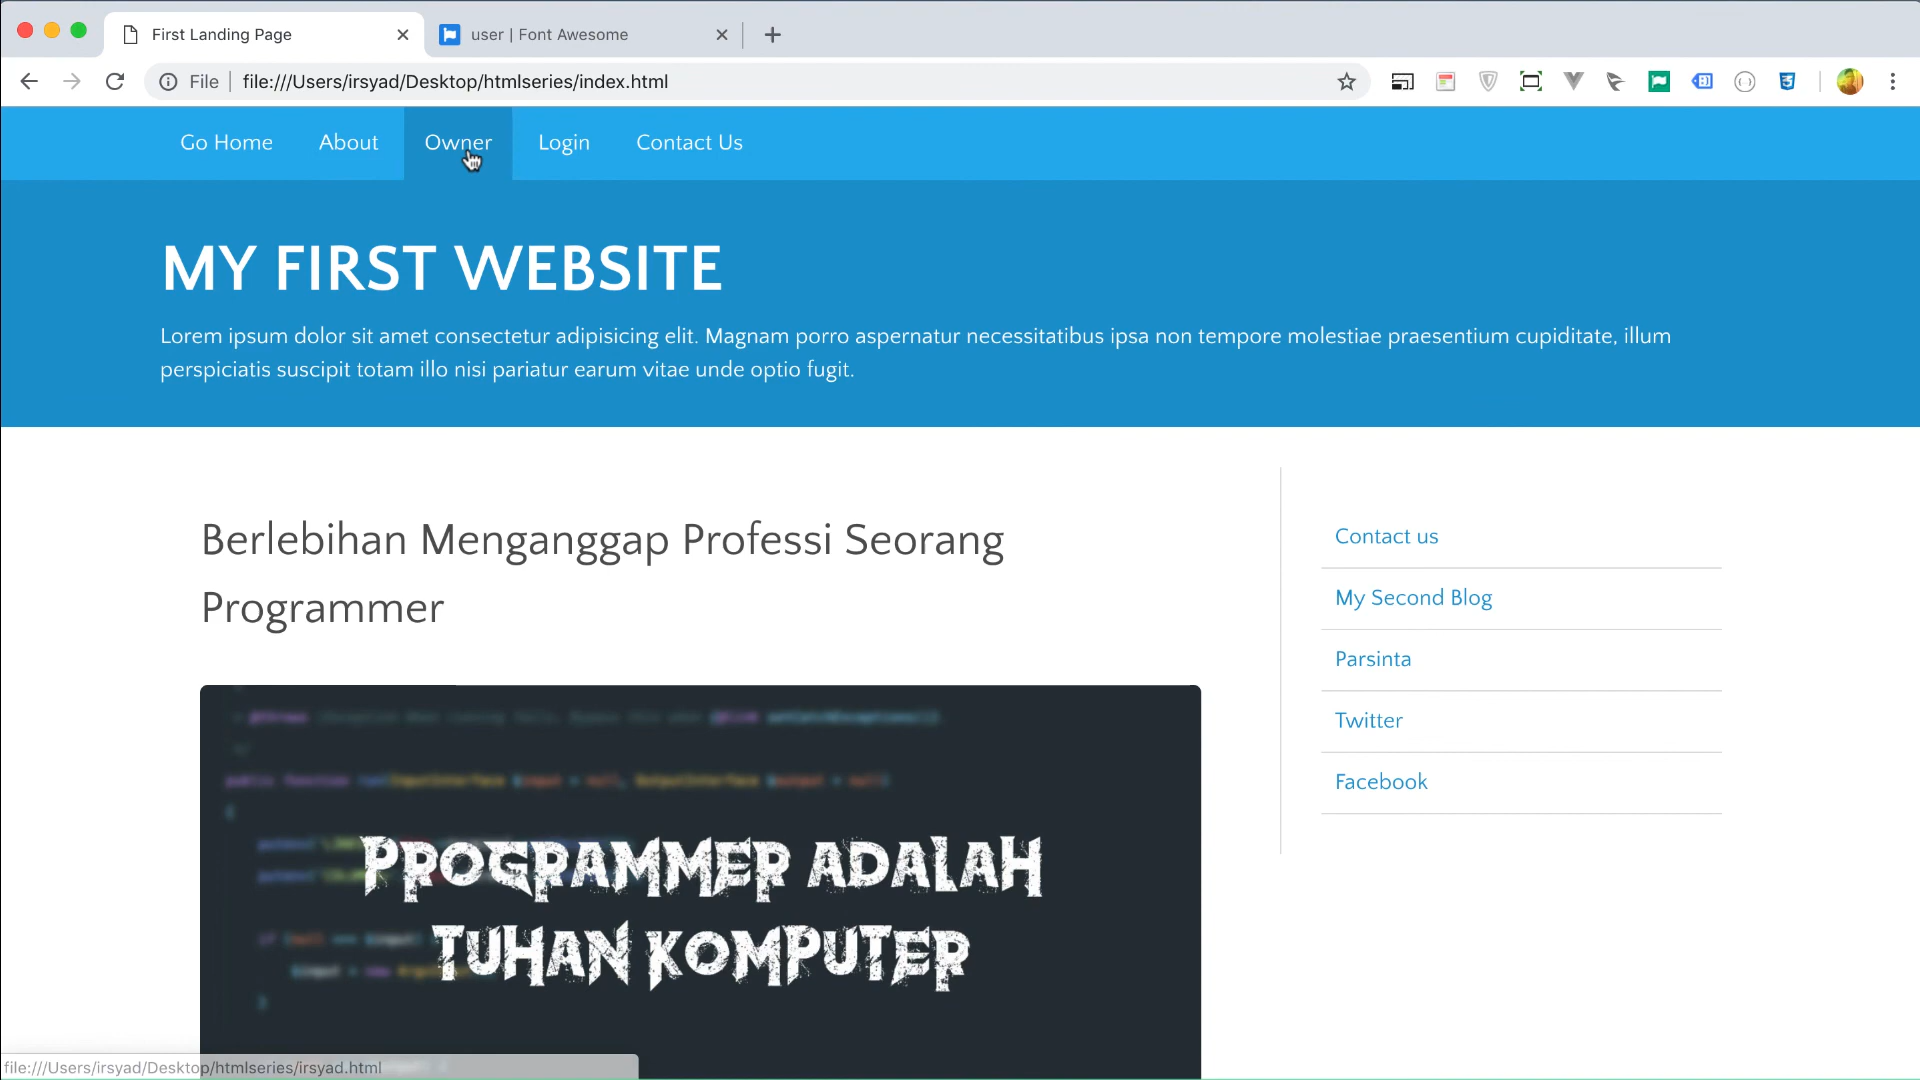 First Landing Page
user | Font Awesome
File
file:///Users/irsyad/Desktop/htmlseries/index.html
Go Home
About
Owner
Login
Contact Us
MY FIRST WEBSITE
Lorem ipsum dolor sit amet consectetur adipisicing elit. Magnam porro aspernatur necessitatibus ipsa non tempore molestiae praesentium cupiditate, illum
perspiciatis suscipit totam illo nisi pariatur earum vitae unde optio fugit.
Berlebihan Menganggap Professi Seorang
Programmer
Contact us
My Second Blog
Parsinta
Twitter
Facebook
PROGRAMMER ADALAH
TUHAN KOMPUTER
file:///Users/irsyad/Desktop/htmlseries/irsyad.html